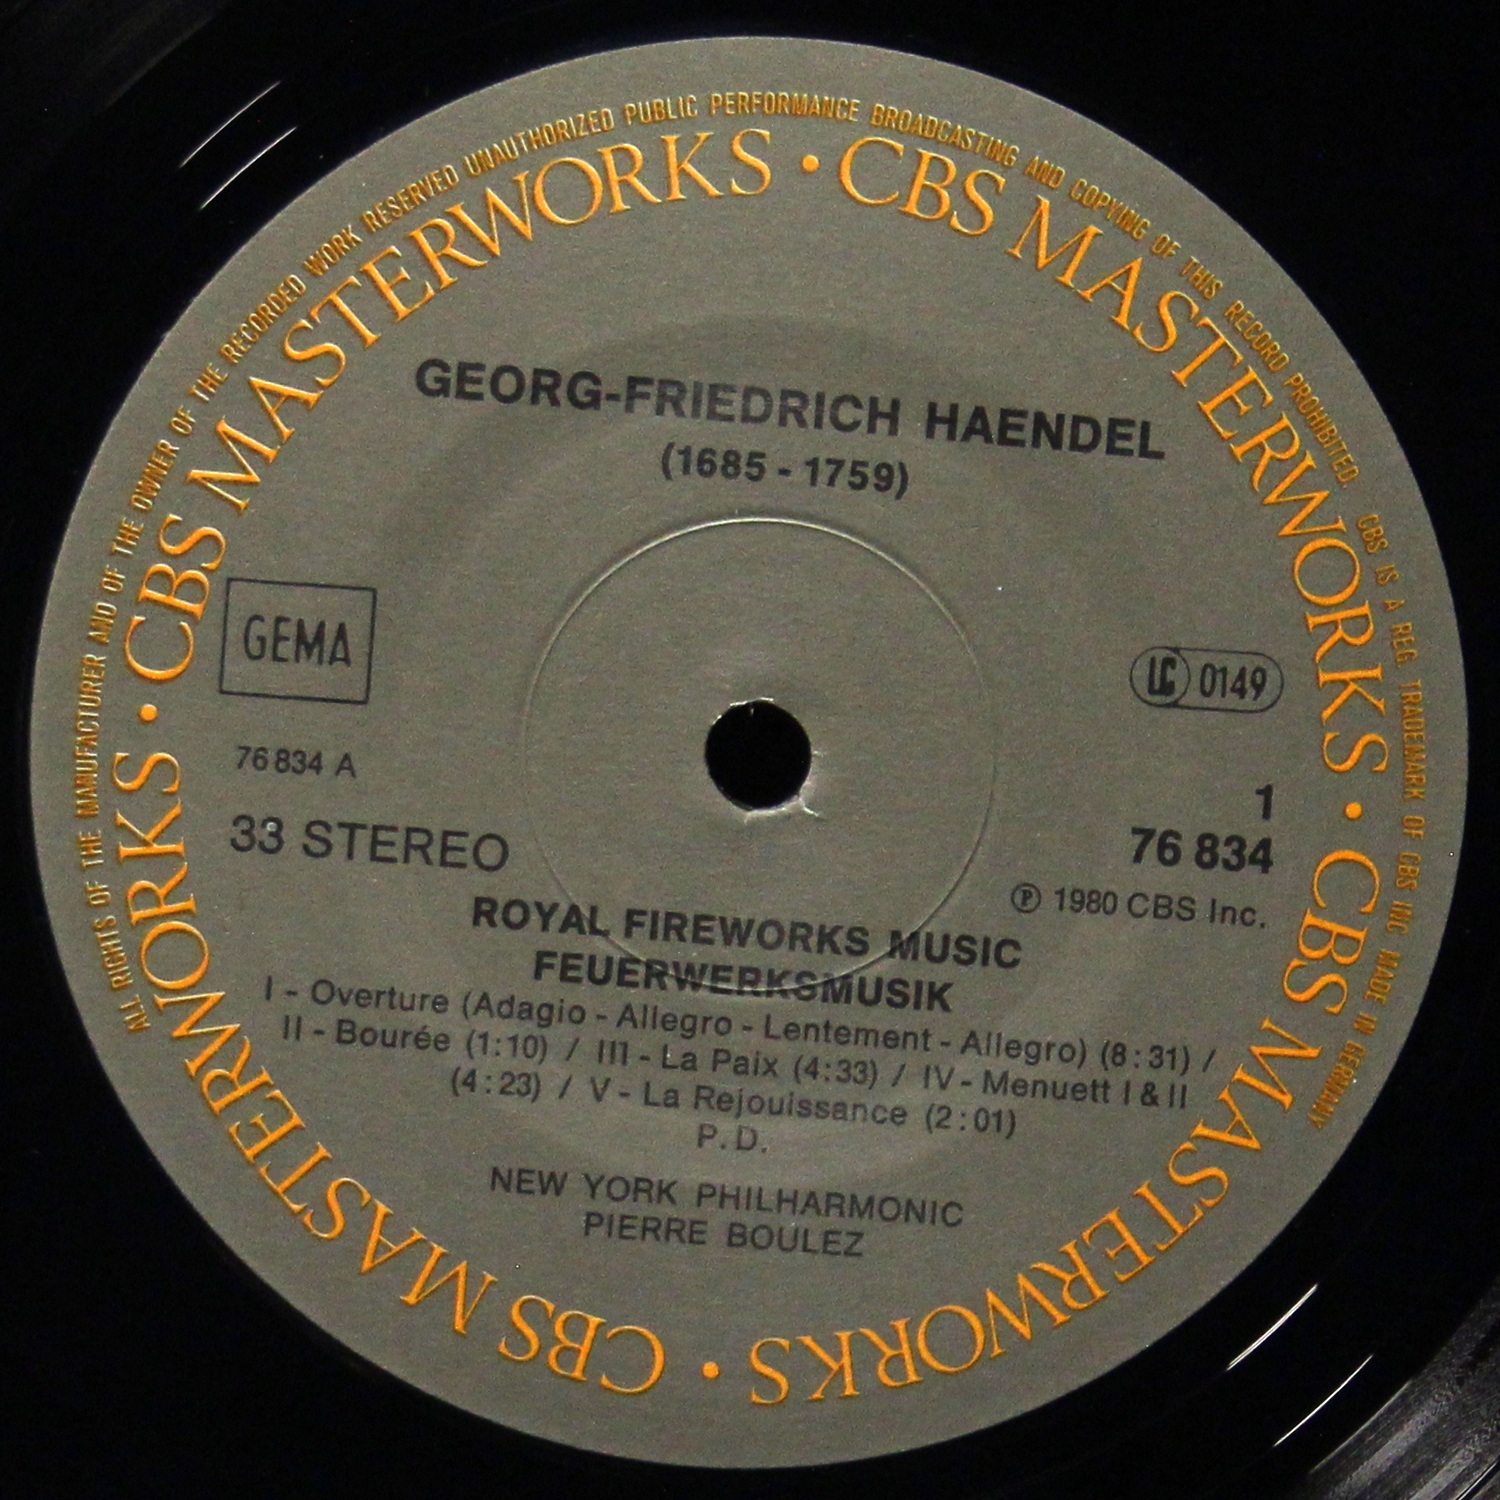 ALL RIGHTS OF THE MANUFACTURER AND OF THE OWNER OF THE RECORDED WORK RESERVED UNAUTHORIZED PUBLIC PERFORMANCE BROADCASTING AND COPYING OF THIS RECORD PROHIBITED. CBS IS A REG. TRADEMARK OF CBS INC MADE IN GERMANY
CBS MASTERWORKS · CBS MASTERWORKS · CBS MASTERWORKS · CBS MASTERWORKS ·
GEORG-FRIEDRICH HAENDEL
(1685 - 1759)
GEMA
LC 0149
76 834 A
1
33 STEREO
76 834
℗ 1980 CBS Inc.
ROYAL FIREWORKS MUSIC
FEUERWERKSMUSIK
I - Overture (Adagio - Allegro - Lentement - Allegro) (8:31) /
II - Bourée (1:10) / III - La Paix (4:33) / IV - Menuett I & II
(4:23) / V - La Rejouissance (2:01)
P.D.
NEW YORK PHILHARMONIC
PIERRE BOULEZ